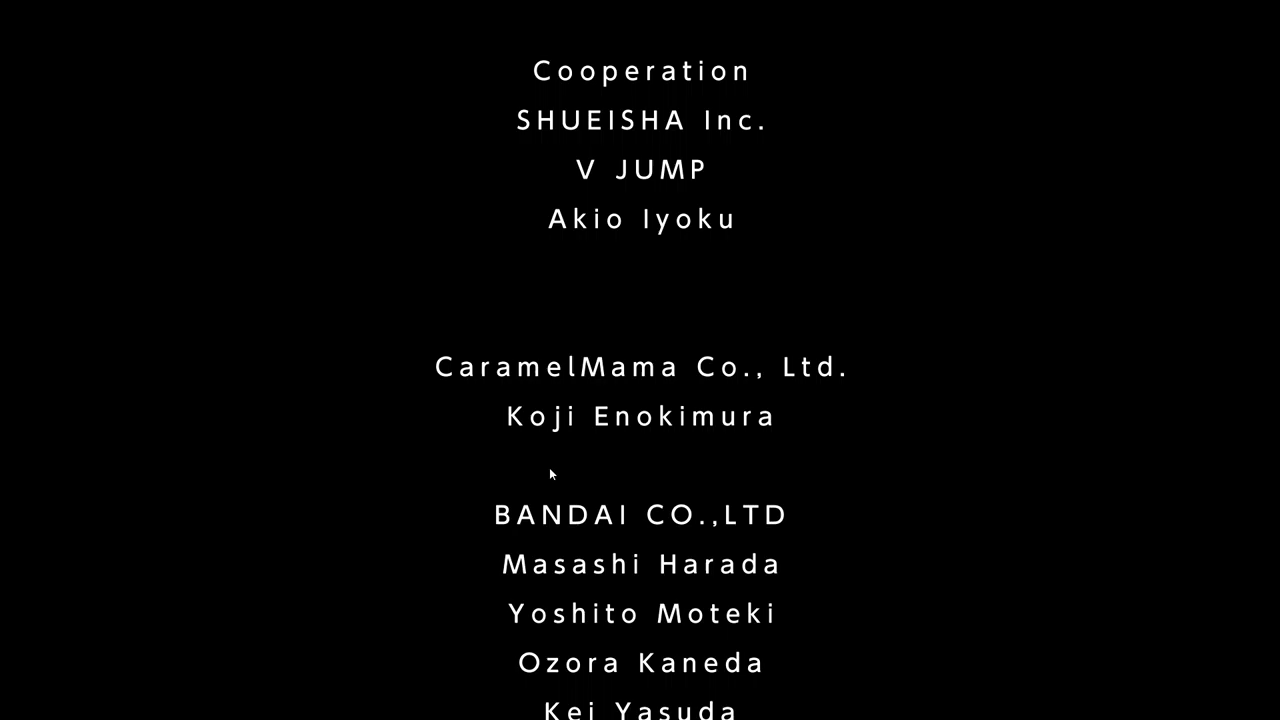 Cooperation
SHUEISHA Inc.
V JUMP
Akio Iyoku
CaramelMama Co., Ltd.
Koji Enokimura
BANDAI CO.,LTD
Masashi Harada
Yoshito Moteki
Ozora Kaneda
Kei Yasuda